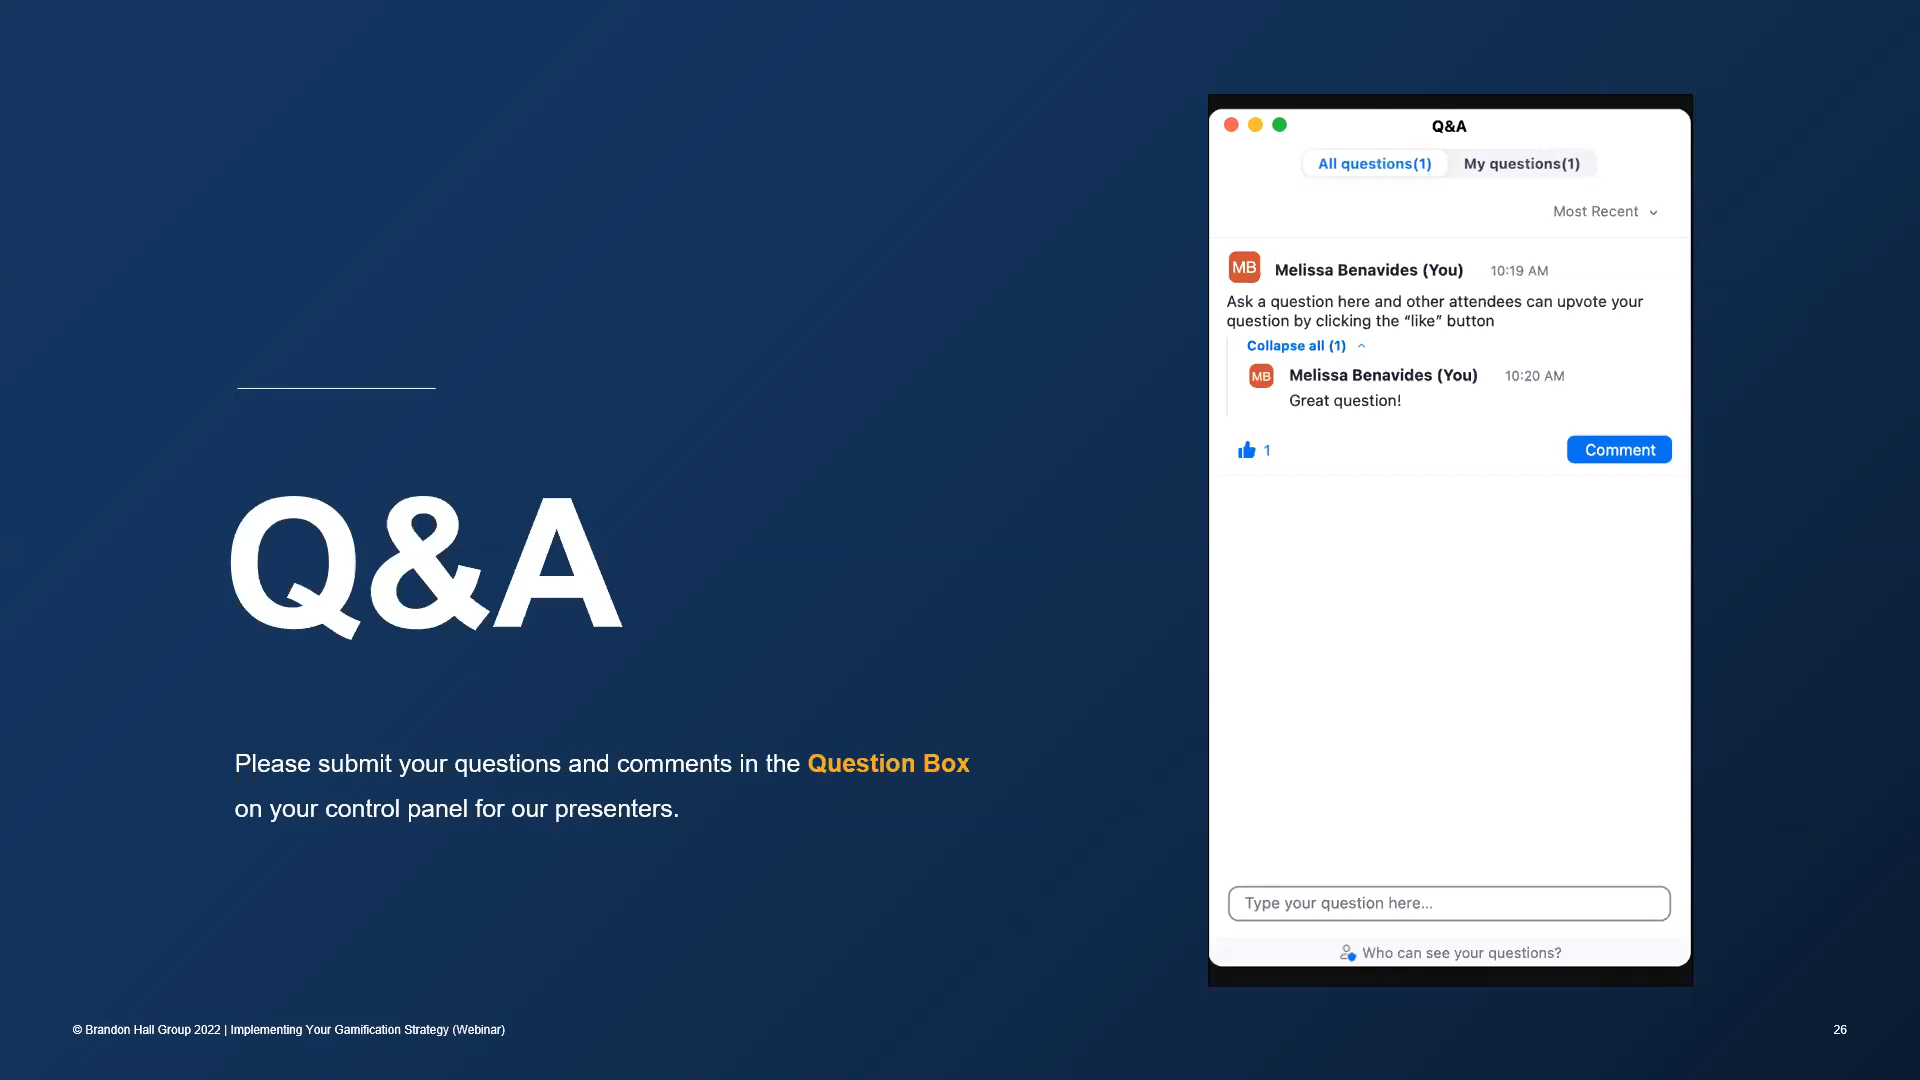 Q&A
Please submit your questions and comments in the Question Box
on your control panel for our presenters.
Q&A
All questions(1) My questions(1)
Most Recent
MB Melissa Benavides (You) 10:19 AM
Ask a question here and other attendees can upvote your
question by clicking the “like” button
Collapse all (1)
MB Melissa Benavides (You) 10:20 AM
Great question!
1 Comment
Type your question here...
Who can see your questions?
© Brandon Hall Group 2022 | Implementing Your Gamification Strategy (Webinar) 26